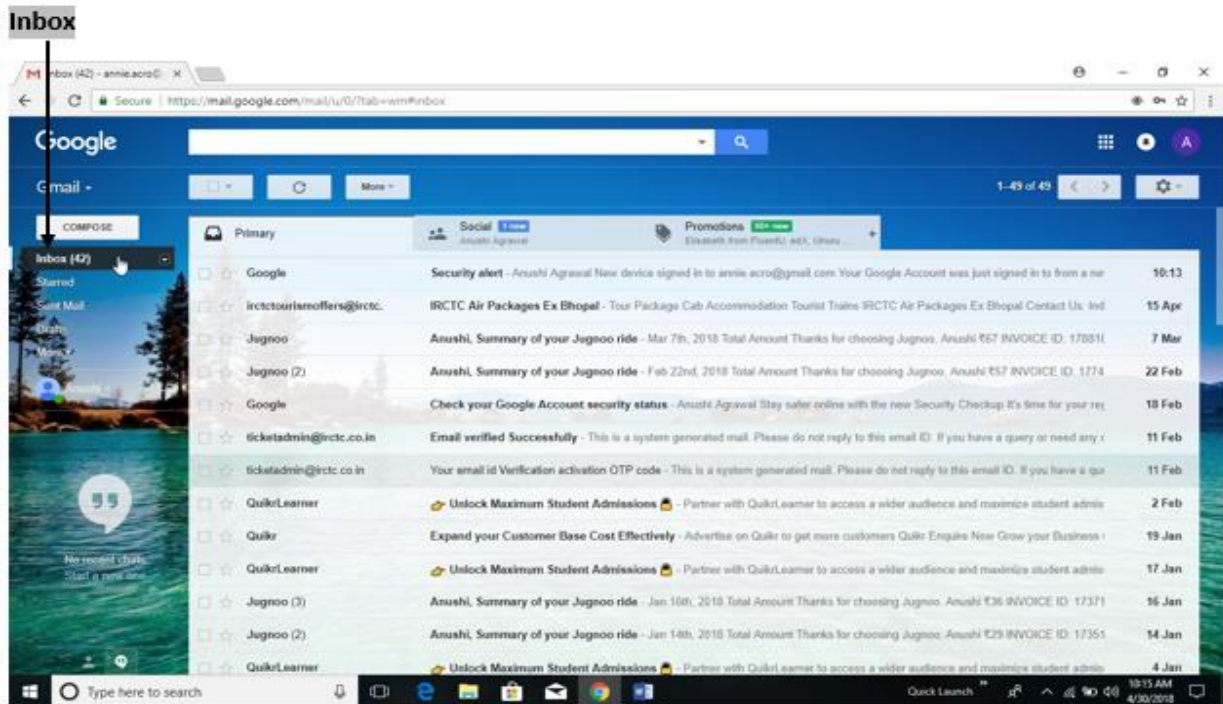 Inbox
Inbox (42) - annie.acro@
Secure https://mail.google.com/mail/u/0/?tab=wm#inbox
Google
A
Gmail
More
1-49 of 49
COMPOSE
Primary
Social 1 new
Anushi Agrawal
Promotions 50+ new
Elisabeth from FluentU, edX,
+
Inbox (42)
Starred
Sent Mail
Drafts
More
Google Security alert - Anushi Agrawal New device signed in to annie.acro@gmail.com Your Google Account was just signed in to from a 10:13
irctctourismoffers@irctc. IRCTC Air Packages Ex Bhopal - Tour Package Cab Accommodation Tourist Trains IRCTC Air Packages Ex Bhopal Contact Us. Ind 15 Apr
Jugnoo Anushi, Summary of your Jugnoo ride - Mar 7th, 2018 Total Amount Thanks for choosing Jugnoo. Anushi ₹67 INVOICE ID: 7 Mar
Jugnoo (2) Anushi, Summary of your Jugnoo ride - Feb 22nd, 2018 Total Amount Thanks for choosing Jugnoo. Anushi ₹57 INVOICE ID: 1774 22 Feb
Google Check your Google Account security status - Anushi Agrawal Stay safer online with the new Security Checkup It's time for your 18 Feb
ticketadmin@irctc.co.in Email verified Successfully - This is a system generated mail. Please do not reply to this email ID. If you have a query or need any 11 Feb
ticketadmin@irctc.co.in Your email id Verification activation OTP code - This is a system generated mail. Please do not reply to this email ID. If you have a 11 Feb
QuikrLearner 👉 Unlock Maximum Student Admissions - Partner with QuikrLearner to access a wider audience and maximize student admis 2 Feb
Quikr Expand your Customer Base Cost Effectively - Advertise on Quikr to get more customers Quikr Enquire Now Grow your Business 19 Jan
QuikrLearner 👉 Unlock Maximum Student Admissions - Partner with QuikrLearner to access a wider audience and maximize student admis 17 Jan
Jugnoo (3) Anushi, Summary of your Jugnoo ride - Jan 16th, 2018 Total Amount Thanks for choosing Jugnoo. Anushi ₹36 INVOICE ID: 17371 16 Jan
Jugnoo (2) Anushi, Summary of your Jugnoo ride - Jan 14th, 2018 Total Amount Thanks for choosing Jugnoo. Anushi ₹29 INVOICE ID: 17351 14 Jan
QuikrLearner 👉 Unlock Maximum Student Admissions - Partner with QuikrLearner to access a wider audience and maximize student admis 4 Jan
No recent chats
Start a new one
Type here to search
Quick Launch
10:15 AM
4/30/2018